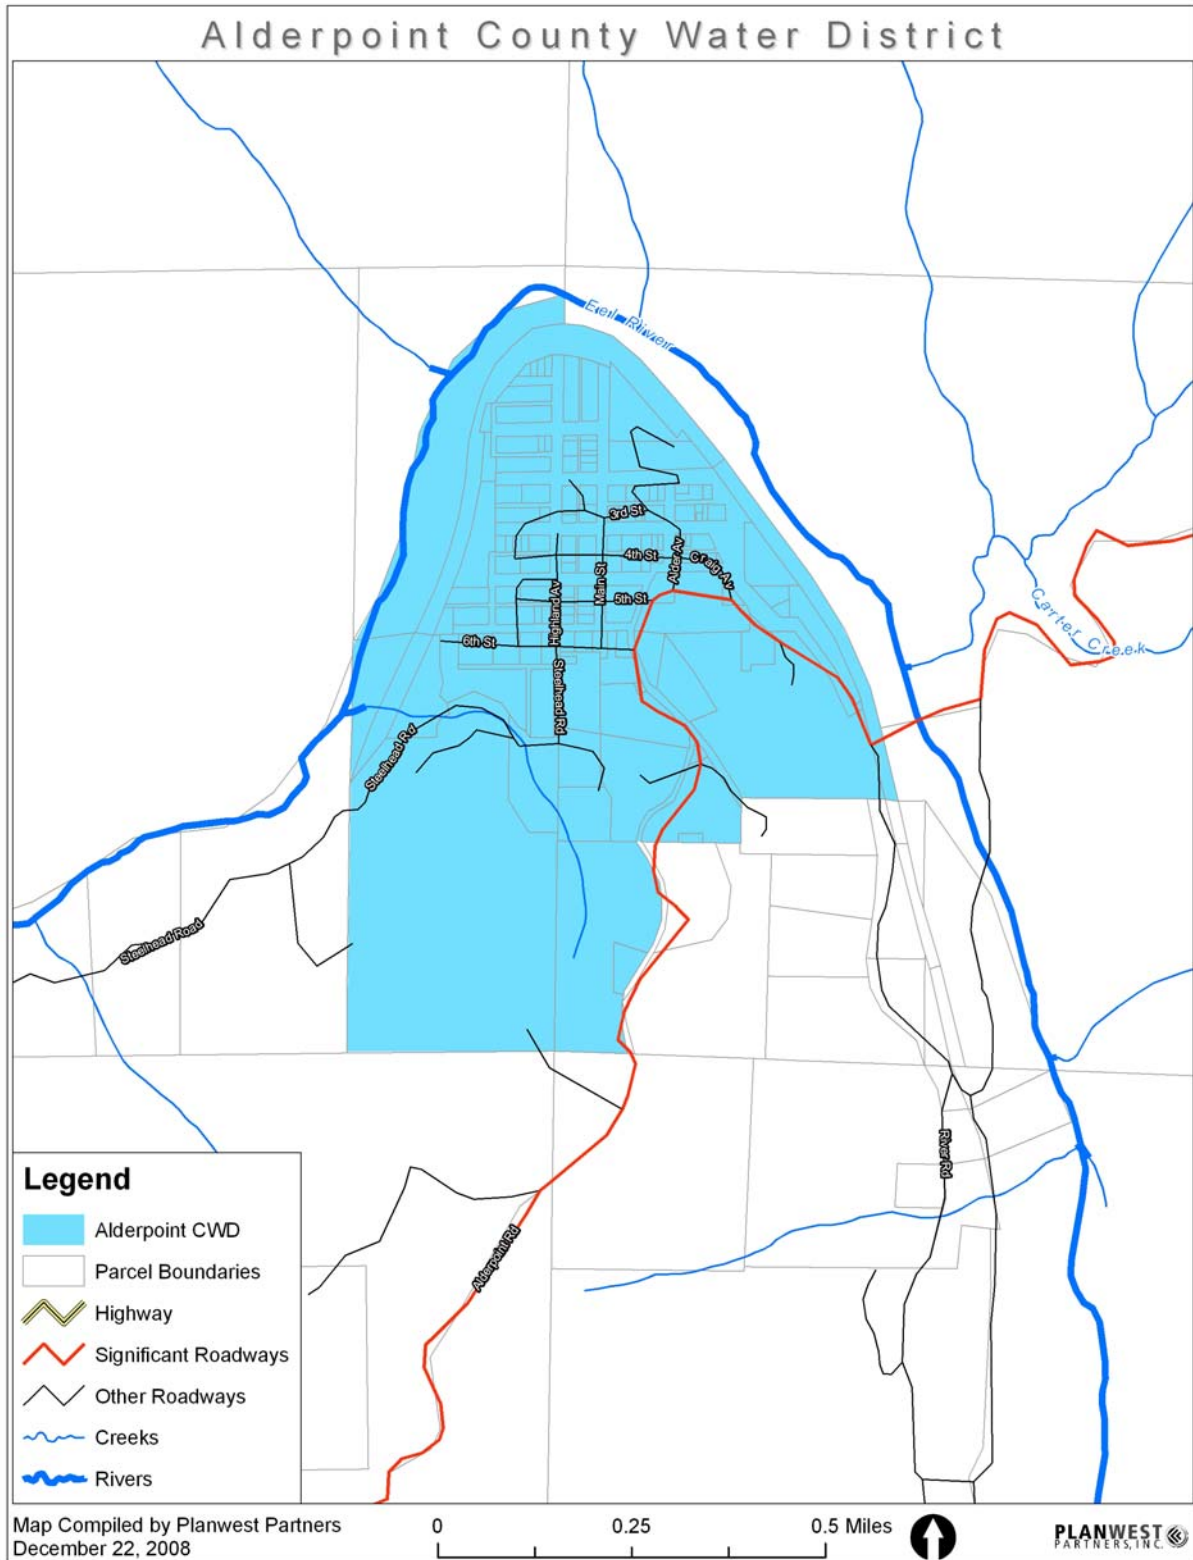 Alderpoint County Water District
Eel River
3rd St
4th St
Craig Av
Alder Av
Main St
5th St
Highland Av
6th St
Steelhead Rd
Steelhead Rd
Carter Creek
Steelhead Road
River Rd
Alderpoint Rd
Legend
Alderpoint CWD
Parcel Boundaries
Highway
Significant Roadways
Other Roadways
Creeks
Rivers
Map Compiled by Planwest Partners
December 22, 2008
0 0.25 0.5 Miles
PLANWEST
PARTNERS, INC.